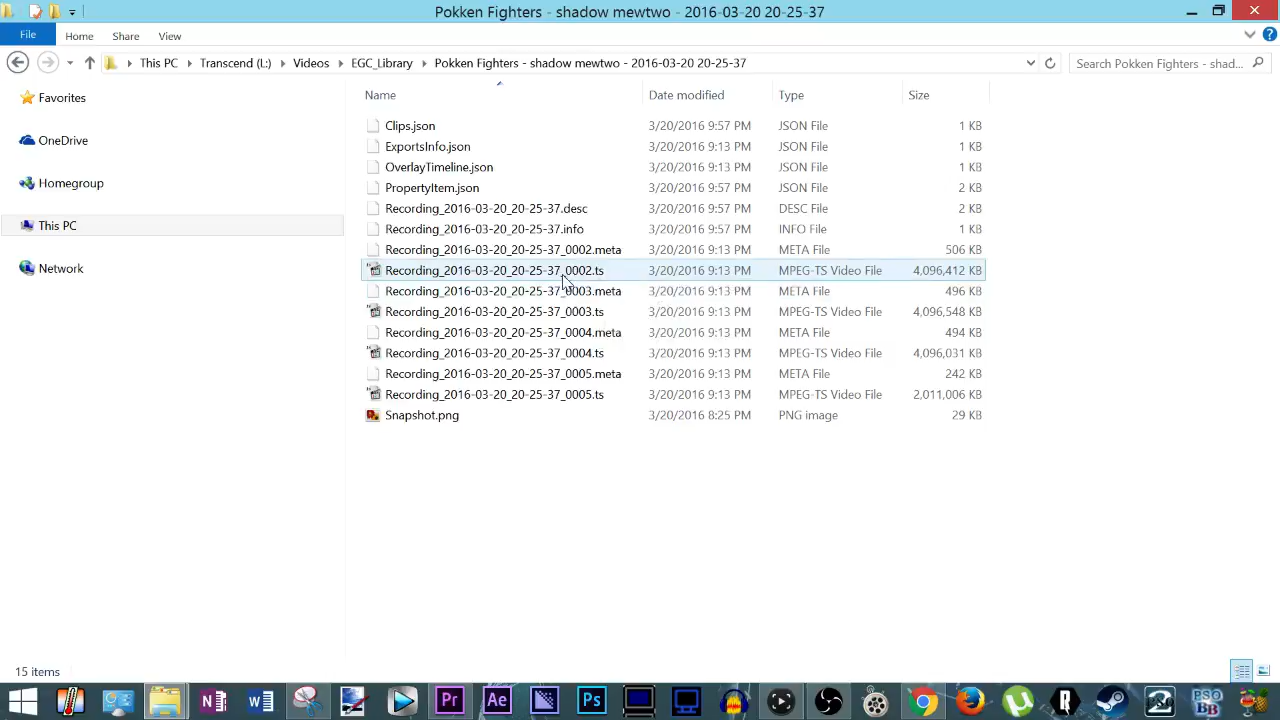 Pokken Fighters - shadow mewtwo - 2016-03-20 20-25-37
File Home Share View
This PC Transcend (L:) Videos EGC_Library Pokken Fighters - shadow mewtwo - 2016-03-20 20-25-37 Search Pokken Fighters - shad...
Favorites
OneDrive
Homegroup
This PC
Network
Name Date modified Type Size
Clips.json 3/20/2016 9:57 PM JSON File 1 KB
ExportsInfo.json 3/20/2016 9:13 PM JSON File 1 KB
OverlayTimeline.json 3/20/2016 9:13 PM JSON File 1 KB
PropertyItem.json 3/20/2016 9:57 PM JSON File 2 KB
Recording_2016-03-20_20-25-37.desc 3/20/2016 9:57 PM DESC File 2 KB
Recording_2016-03-20_20-25-37.info 3/20/2016 9:57 PM INFO File 1 KB
Recording_2016-03-20_20-25-37_0002.meta 3/20/2016 9:13 PM META File 506 KB
Recording_2016-03-20_20-25-37_0002.ts 3/20/2016 9:13 PM MPEG-TS Video File 4,096,412 KB
Recording_2016-03-20_20-25-37_0003.meta 3/20/2016 9:13 PM META File 496 KB
Recording_2016-03-20_20-25-37_0003.ts 3/20/2016 9:13 PM MPEG-TS Video File 4,096,548 KB
Recording_2016-03-20_20-25-37_0004.meta 3/20/2016 9:13 PM META File 494 KB
Recording_2016-03-20_20-25-37_0004.ts 3/20/2016 9:13 PM MPEG-TS Video File 4,096,031 KB
Recording_2016-03-20_20-25-37_0005.meta 3/20/2016 9:13 PM META File 242 KB
Recording_2016-03-20_20-25-37_0005.ts 3/20/2016 9:13 PM MPEG-TS Video File 2,011,006 KB
Snapshot.png 3/20/2016 8:25 PM PNG image 29 KB
15 items
Pr Ae Ps PSO BB